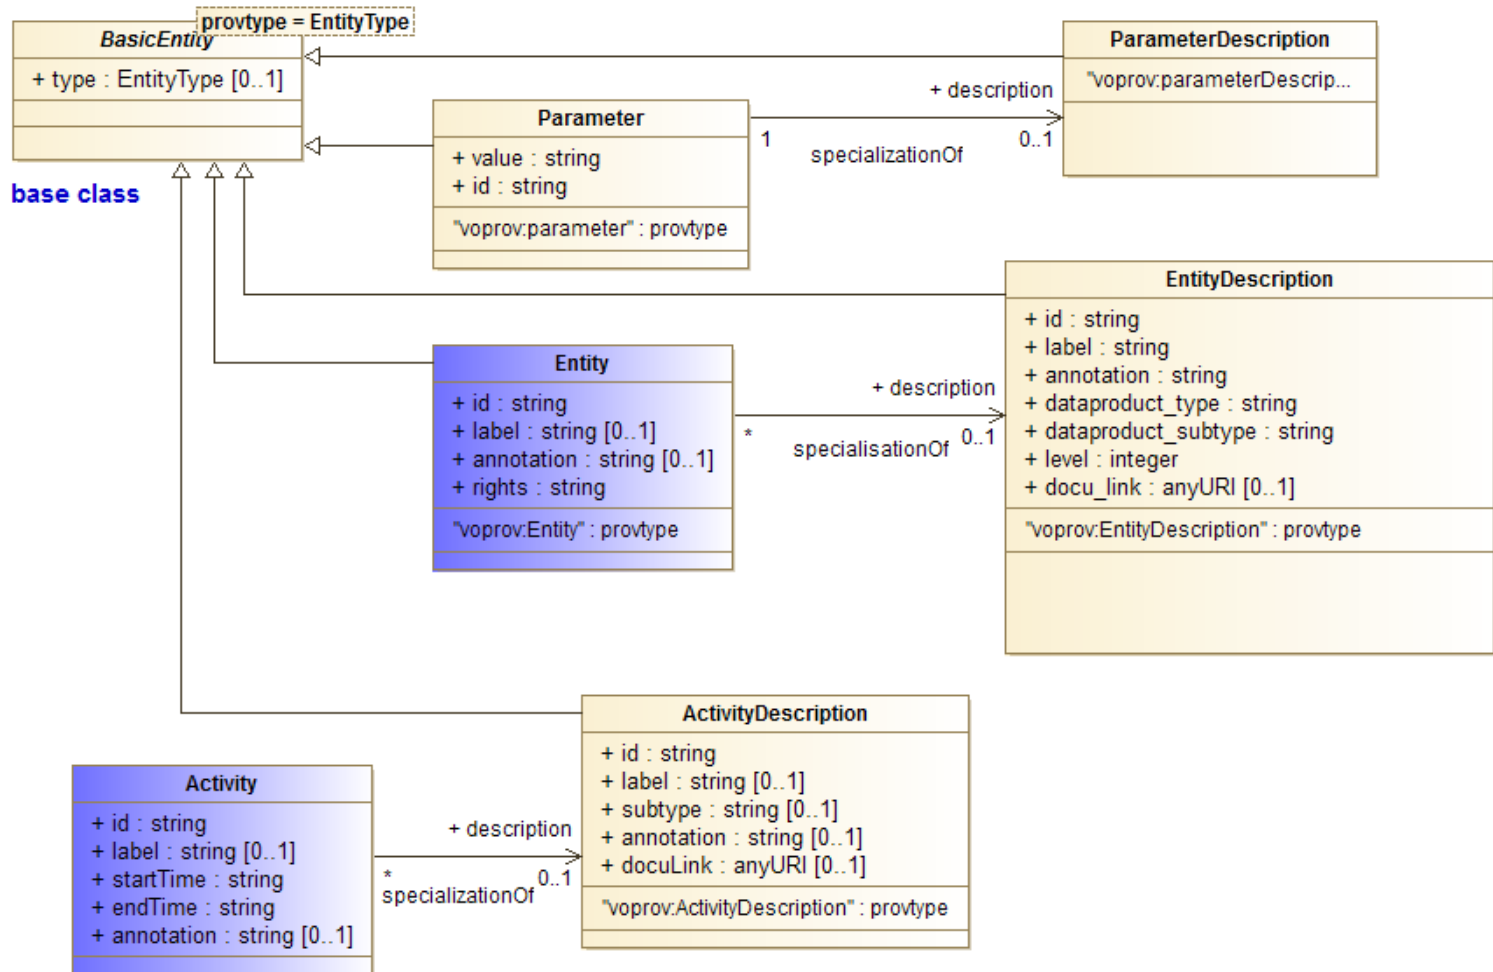 provtype = EntityType
BasicEntity
+ type : EntityType [0..1]
base class
ParameterDescription
"voprov:parameterDescrip...
Parameter
+ value : string
+ id : string
"voprov:parameter" : provtype
+ description
1
0..1
specializationOf
EntityDescription
+ id : string
+ label : string
+ annotation : string
+ dataproduct_type : string
+ dataproduct_subtype : string
+ level : integer
+ docu_link : anyURI [0..1]
"voprov:EntityDescription" : provtype
Entity
+ id : string
+ label : string [0..1]
+ annotation : string [0..1]
+ rights : string
"voprov:Entity" : provtype
+ description
*
0..1
specialisationOf
ActivityDescription
+ id : string
+ label : string [0..1]
+ subtype : string [0..1]
+ annotation : string [0..1]
+ docuLink : anyURI [0..1]
"voprov:ActivityDescription" : provtype
Activity
+ id : string
+ label : string [0..1]
+ startTime : string
+ endTime : string
+ annotation : string [0..1]
+ description
*
0..1
specializationOf